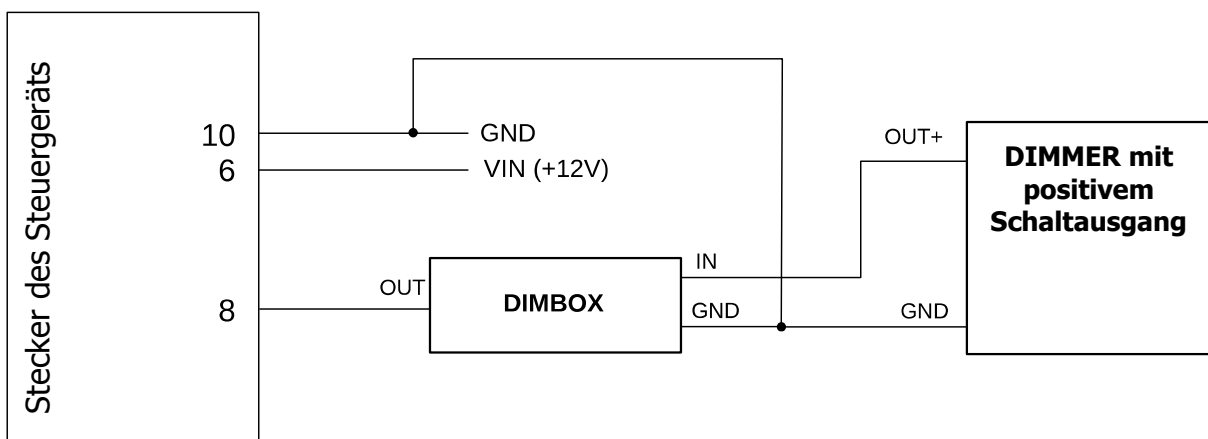 Stecker des Steuergeräts
10
GND
6
VIN (+12V)
8
OUT
DIMBOX
IN
GND
OUT+
GND
DIMMER mit
positivem
Schaltausgang